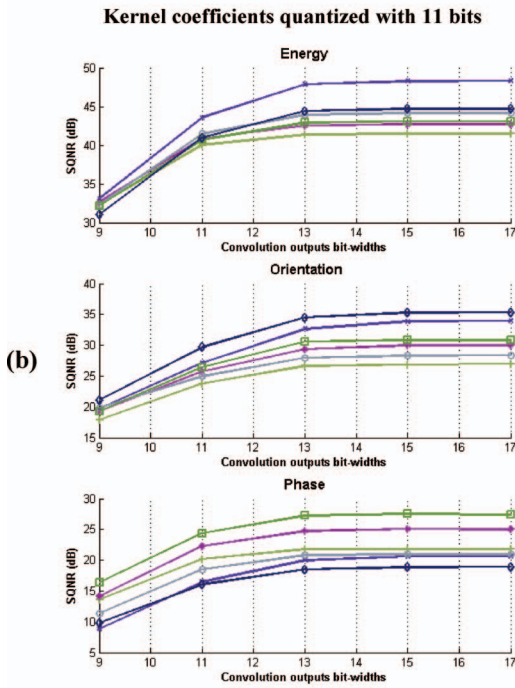 Kernel coefficients quantized with 11 bits
Energy
50
45
40
35
30
SQNR (dB)
9 10 11 12 13 14 15 16 17
Convolution outputs bit-widths
Orientation
40
35
30
25
20
15
SQNR (dB)
9 10 11 12 13 14 15 16 17
Convolution outputs bit-widths
(b)
Phase
30
25
20
15
10
5
SQNR (dB)
9 10 11 12 13 14 15 16 17
Convolution outputs bit-widths